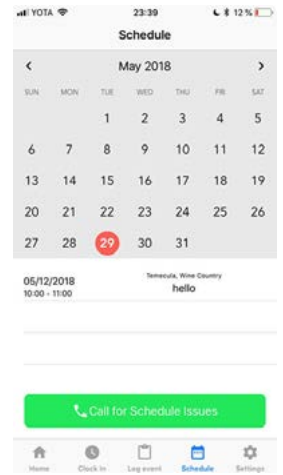 YOTA 23:39 12 %
Schedule
< May 2018 >
SUN MON TUE WED THU FRI SAT
1 2 3 4 5
6 7 8 9 10 11 12
13 14 15 16 17 18 19
20 21 22 23 24 25 26
27 28 29 30 31
05/12/2018 Temecula, Wine Country
10:00 - 11:00 hello
Call for Schedule Issues
Home Clock in Log event Schedule Settings